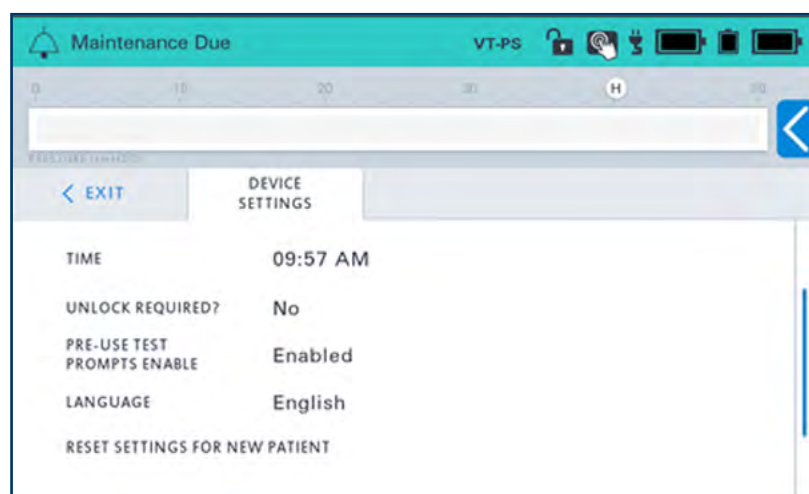 Maintenance Due VT-PS
0 10 20 30 H 50
< EXIT
DEVICE
SETTINGS
TIME 09:57 AM
UNLOCK REQUIRED? No
PRE-USE TEST
PROMPTS ENABLE Enabled
LANGUAGE English
RESET SETTINGS FOR NEW PATIENT